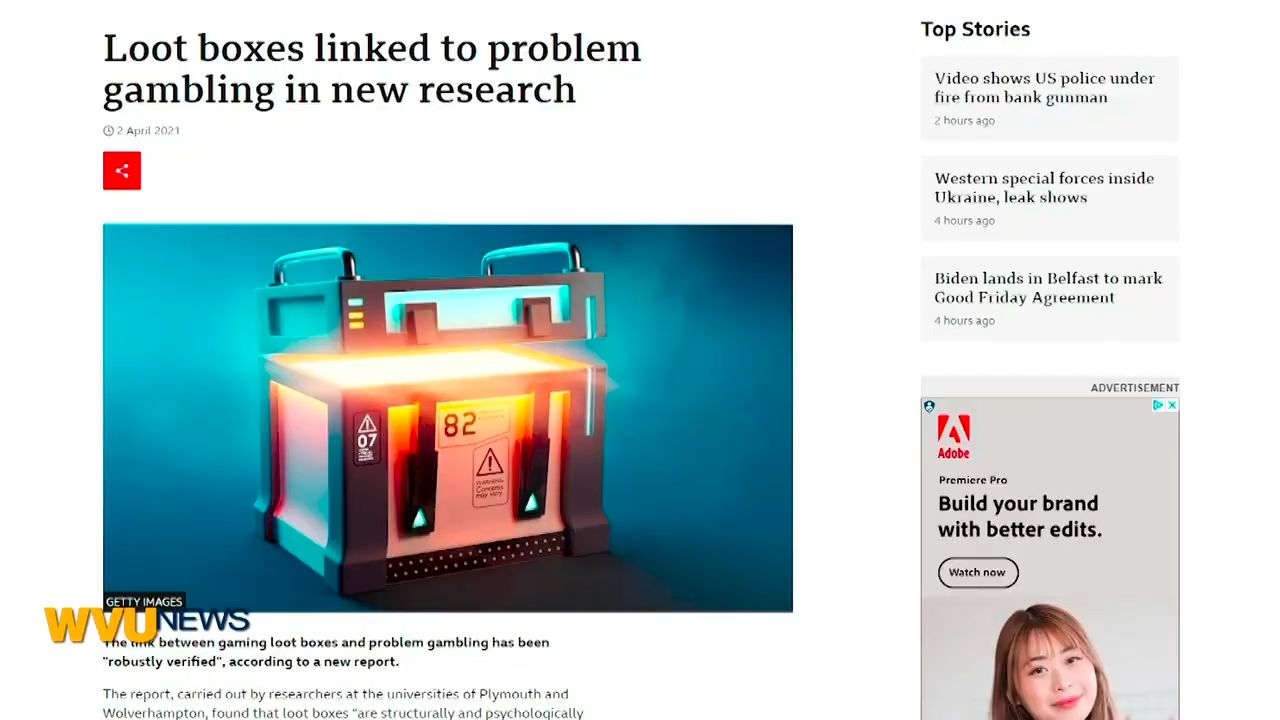 Loot boxes linked to problem
gambling in new research
2 April 2021
07
82
WARNING
Contents
may vary.
GETTY IMAGES
WVUNEWS
The link between gaming loot boxes and problem gambling has been
"robustly verified", according to a new report.
The report, carried out by researchers at the universities of Plymouth and
Wolverhampton, found that loot boxes "are structurally and psychologically
Top Stories
Video shows US police under
fire from bank gunman
2 hours ago
Western special forces inside
Ukraine, leak shows
4 hours ago
Biden lands in Belfast to mark
Good Friday Agreement
4 hours ago
ADVERTISEMENT
Adobe
Premiere Pro
Build your brand
with better edits.
Watch now